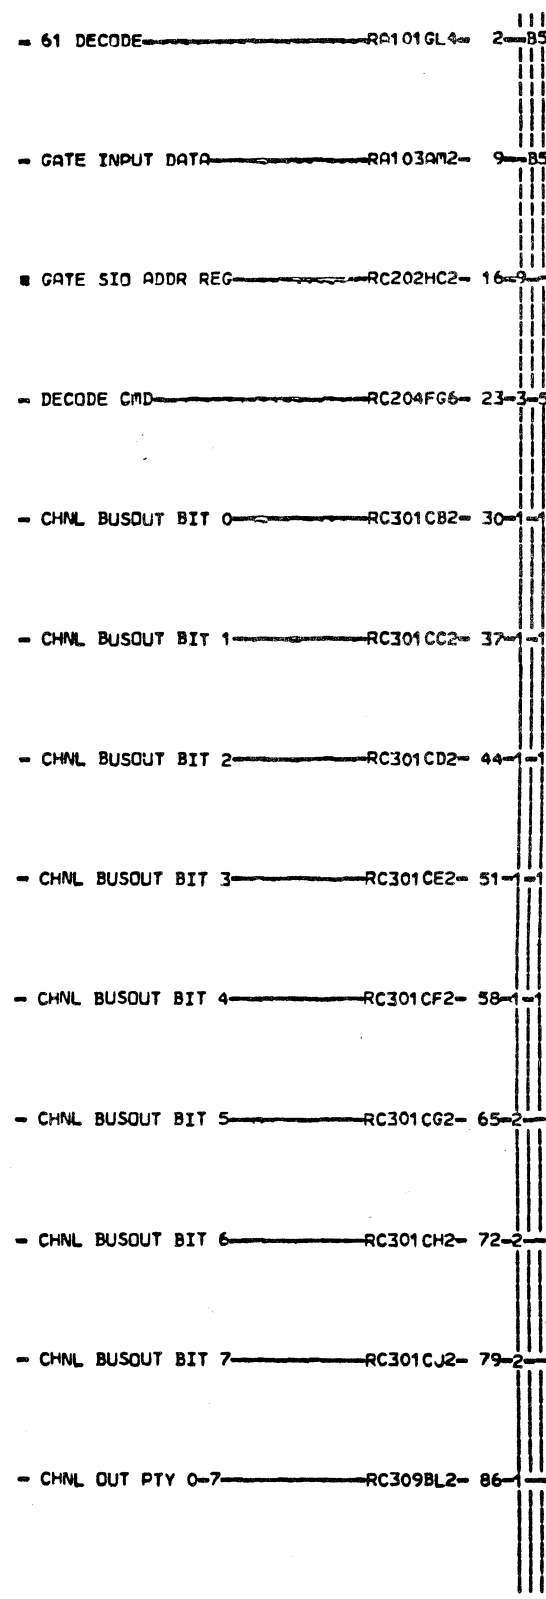 - 61 DECODE RA101GL4- 2-B5
- GATE INPUT DATA RA103AM2- 9-B5
- GATE SIO ADDR REG RC202HC2- 16-9-
- DECODE CMD RC204FG6- 23-3-5
- CHNL BUSOUT BIT 0 RC301CB2- 30-1-1
- CHNL BUSOUT BIT 1 RC301CC2- 37-1-1
- CHNL BUSOUT BIT 2 RC301CD2- 44-1-1
- CHNL BUSOUT BIT 3 RC301CE2- 51-1-1
- CHNL BUSOUT BIT 4 RC301CF2- 58-1-1
- CHNL BUSOUT BIT 5 RC301CG2- 65-2-
- CHNL BUSOUT BIT 6 RC301CH2- 72-2-
- CHNL BUSOUT BIT 7 RC301CJ2- 79-2-
- CHNL OUT PTY 0-7 RC309BL2- 86-1-